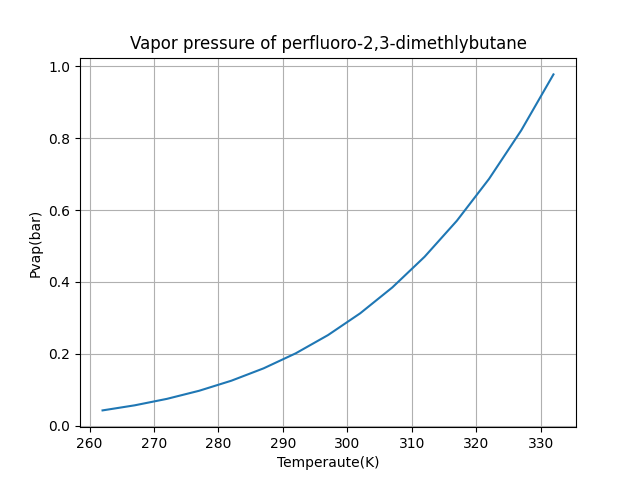 Vapor pressure of perfluoro-2,3-dimethlybutane
1.0
0.8
0.6
0.4
0.2
0.0
Pvap(bar)
260 270 280 290 300 310 320 330
Temperaute(K)